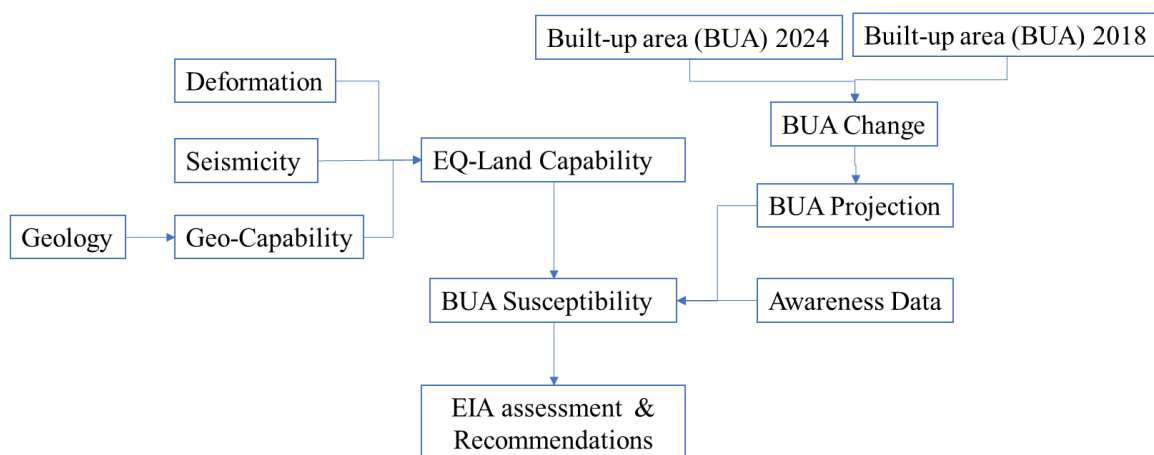 Built-up area (BUA) 2024
Built-up area (BUA) 2018
Deformation
BUA Change
Seismicity
EQ-Land Capability
BUA Projection
Geology
Geo-Capability
BUA Susceptibility
Awareness Data
EIA assessment &
Recommendations